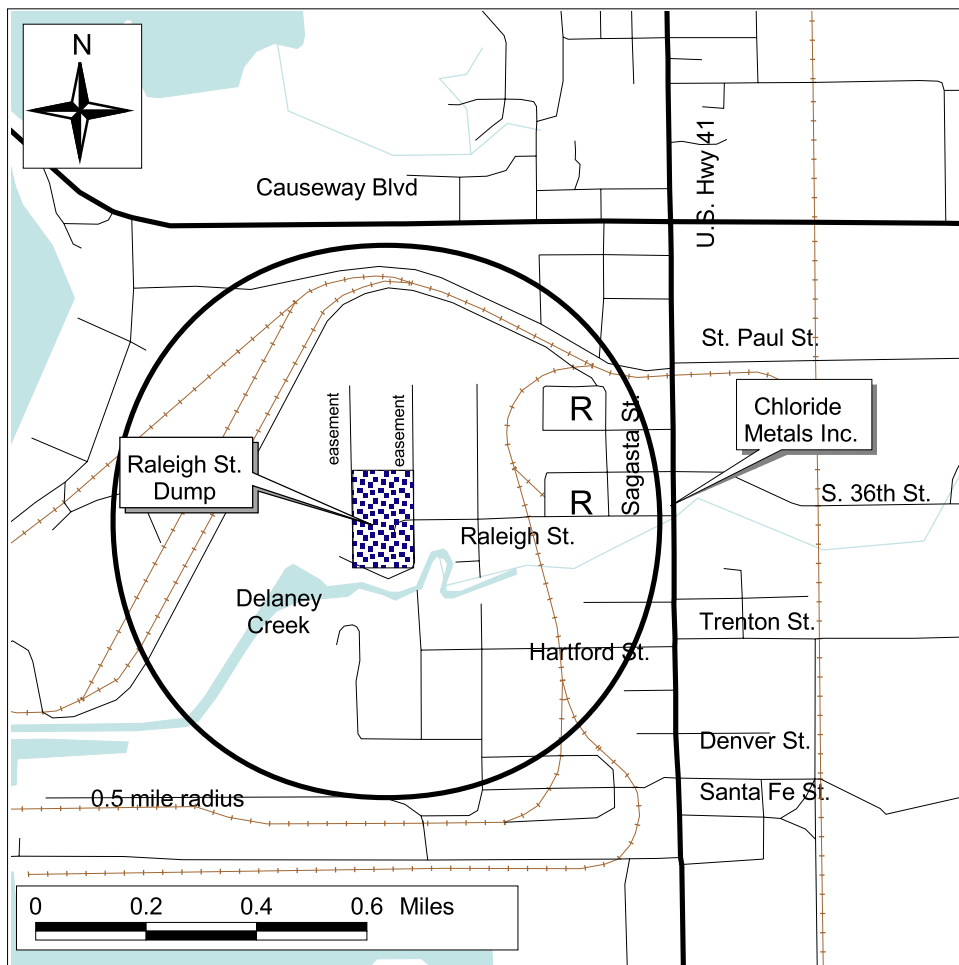 N
Causeway Blvd
U.S. Hwy 41
St. Paul St.
Chloride
Metals Inc.
easement
easement
R
Sagasta St.
Raleigh St.
Dump
S. 36th St.
R
Raleigh St.
Delaney
Creek
Trenton St.
Hartford St.
Denver St.
Santa Fe St.
0.5 mile radius
0 0.2 0.4 0.6 Miles